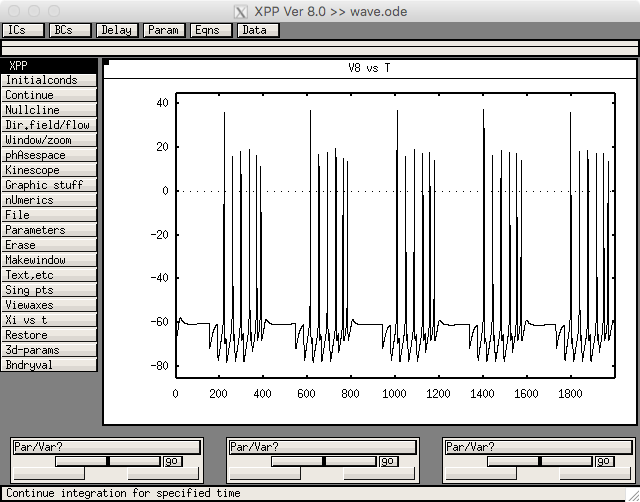 XPP Ver 8.0 >> wave.ode
ICs BCs Delay Param Eqns Data
XPP
Initialconds
Continue
Nullcline
Dir.field/flow
Window/zoom
phAsespace
Kinescope
Graphic stuff
nUmerics
File
Parameters
Erase
Makewindow
Text,etc
Sing pts
Viewaxes
Xi vs t
Restore
3d-params
Bndryval
V8 vs T
40
20
0
-20
-40
-60
-80
0 200 400 600 800 1000 1200 1400 1600 1800
Par/Var? Par/Var? Par/Var?
go go go
Continue integration for specified time